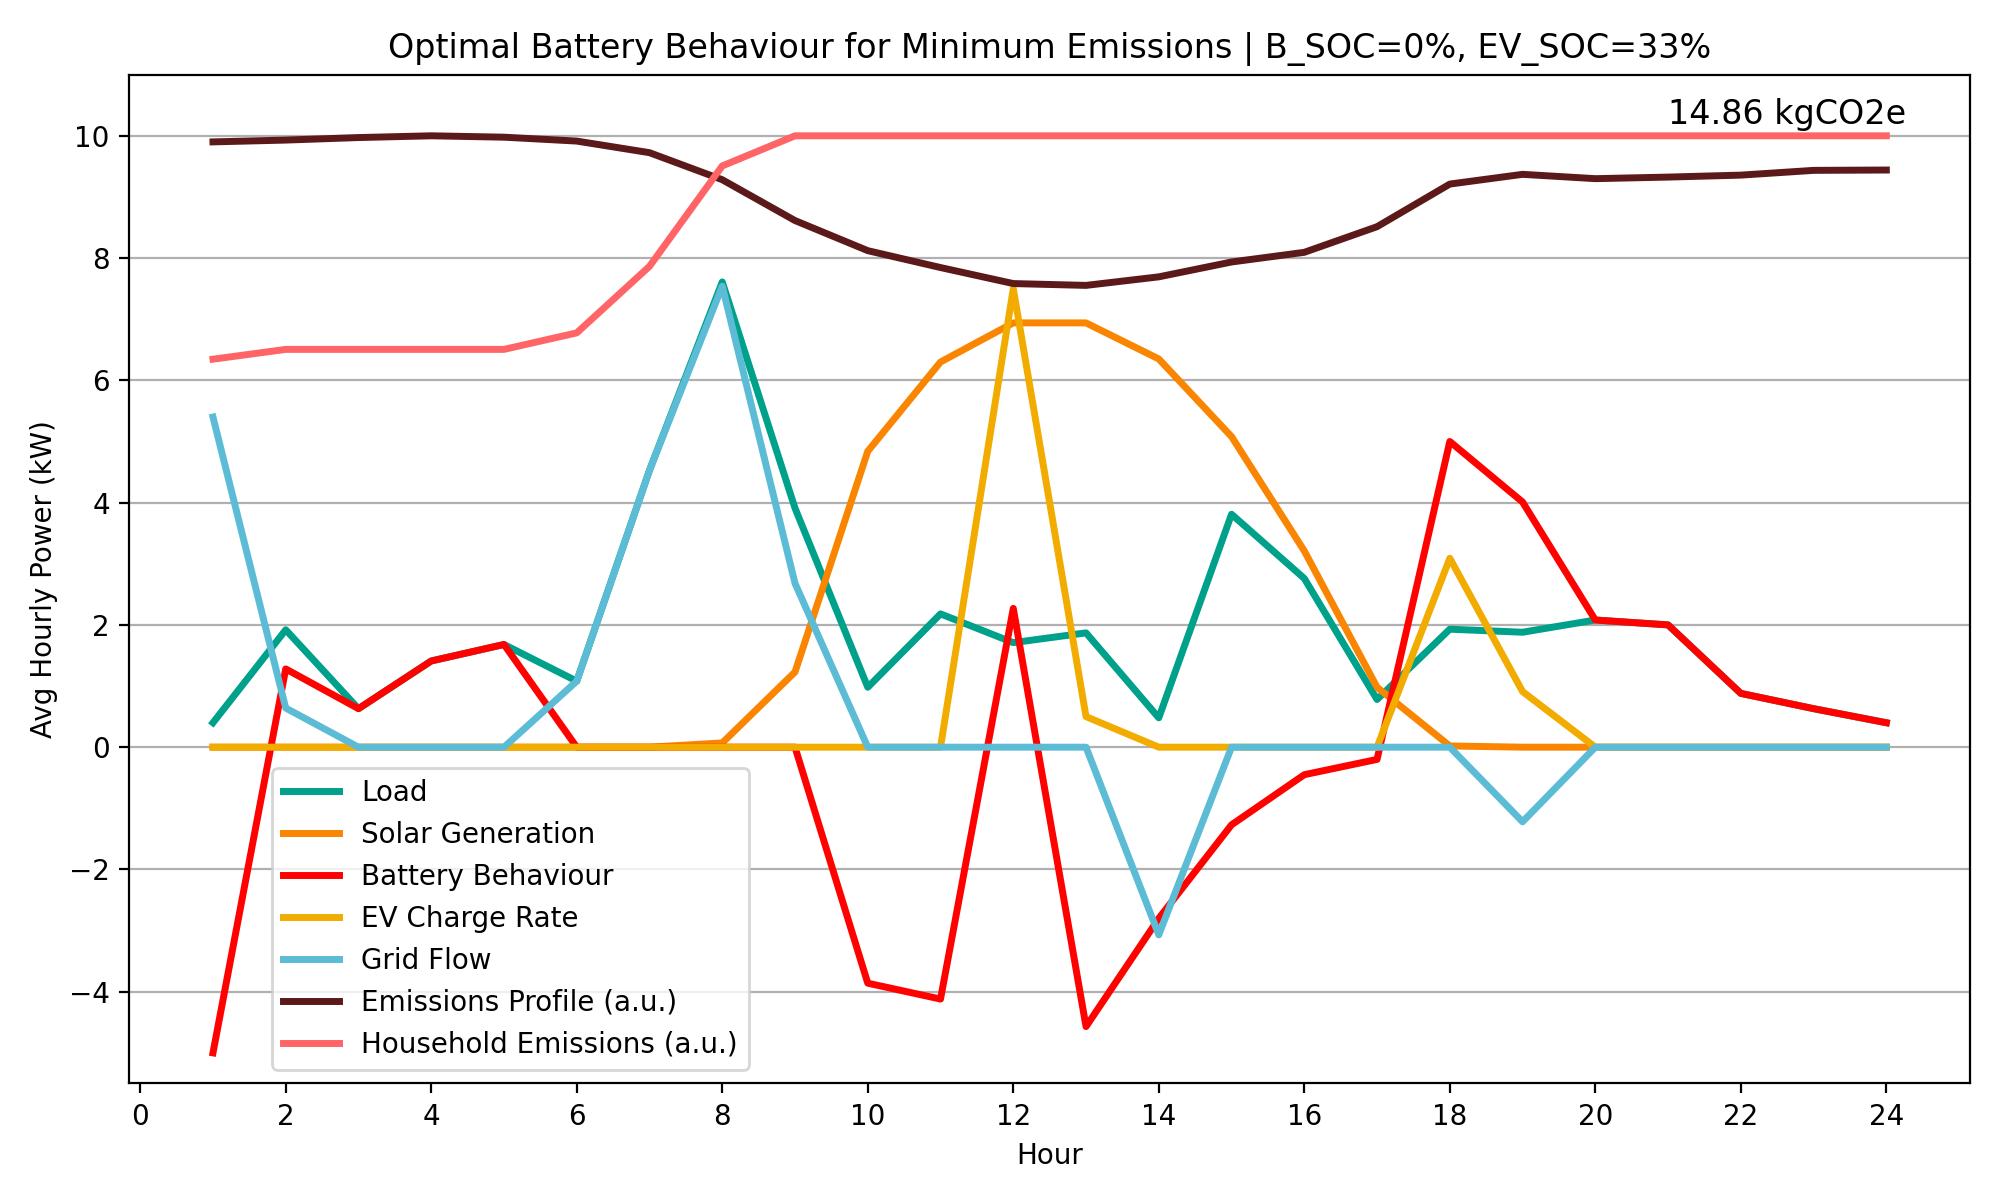 Optimal Battery Behaviour for Minimum Emissions | B_SOC=0%, EV_SOC=33%
14.86 kgCO2e
10
8
6
4
2
0
−2
−4
Avg Hourly Power (kW)
Load
Solar Generation
Battery Behaviour
EV Charge Rate
Grid Flow
Emissions Profile (a.u.)
Household Emissions (a.u.)
0 2 4 6 8 10 12 14 16 18 20 22 24
Hour